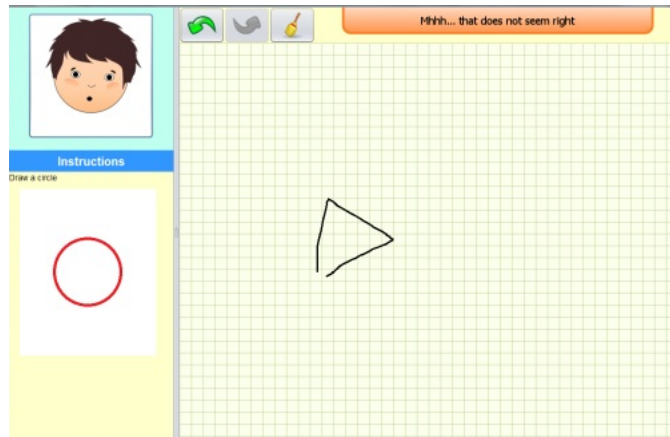 Mhhh... that does not seem right
Instructions
Draw a circle